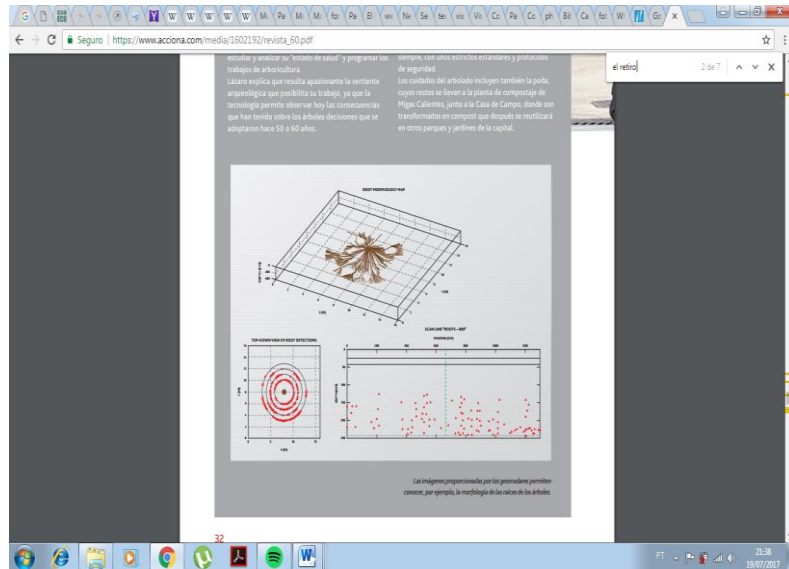 Seguro | https://www.acciona.com/media/1602192/revista_60.pdf
el retiro 2 de 7
estudiar y analizar su "estado de salud" y programar los
trabajos de arboricultura.
Lázaro explica que resulta apasionante la vertiente
arqueológica que posibilita su trabajo, ya que la
tecnología permite observar hoy las consecuencias
que han tenido sobre los árboles decisiones que se
adoptaron hace 50 o 60 años.
siempre, con unos estrictos estándares y protocolos
de seguridad.
Los cuidados del arbolado incluyen también la poda,
cuyos restos se llevan a la planta de compostaje de
Migas Calientes, junto a la Casa de Campo, donde son
transformados en compost que después se reutilizará
en otros parques y jardines de la capital.
ROOT MORPHOLOGY MAP
TOP-DOWN VIEW OF ROOT DETECTIONS
SCAN LINE "ROOTS – 800"
Las imágenes proporcionadas por los georradares permiten
conocer, por ejemplo, la morfología de las raíces de los árboles.
32
PT
21:38
19/07/2017